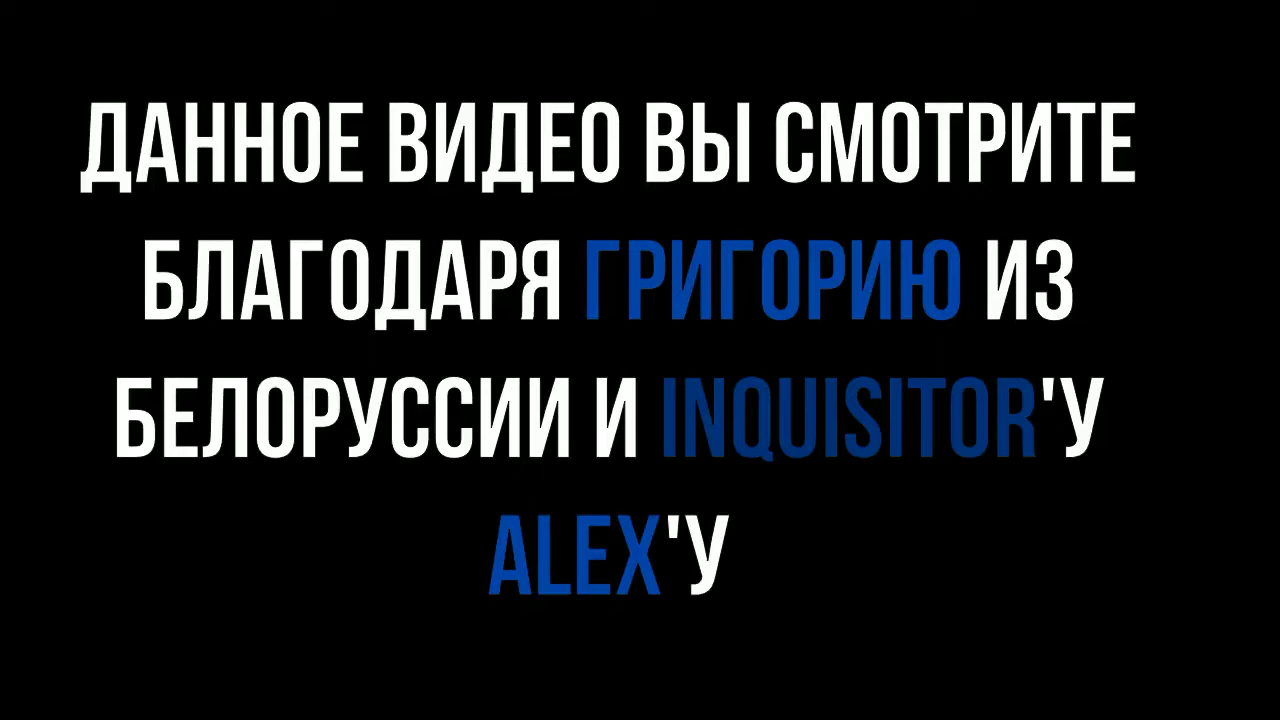 ДАННОЕ ВИДЕО ВЫ СМОТРИТЕ
БЛАГОДАРЯ ГРИГОРИЮ ИЗ
БЕЛОРУССИИ И INQUISITOR'У
ALEX'У